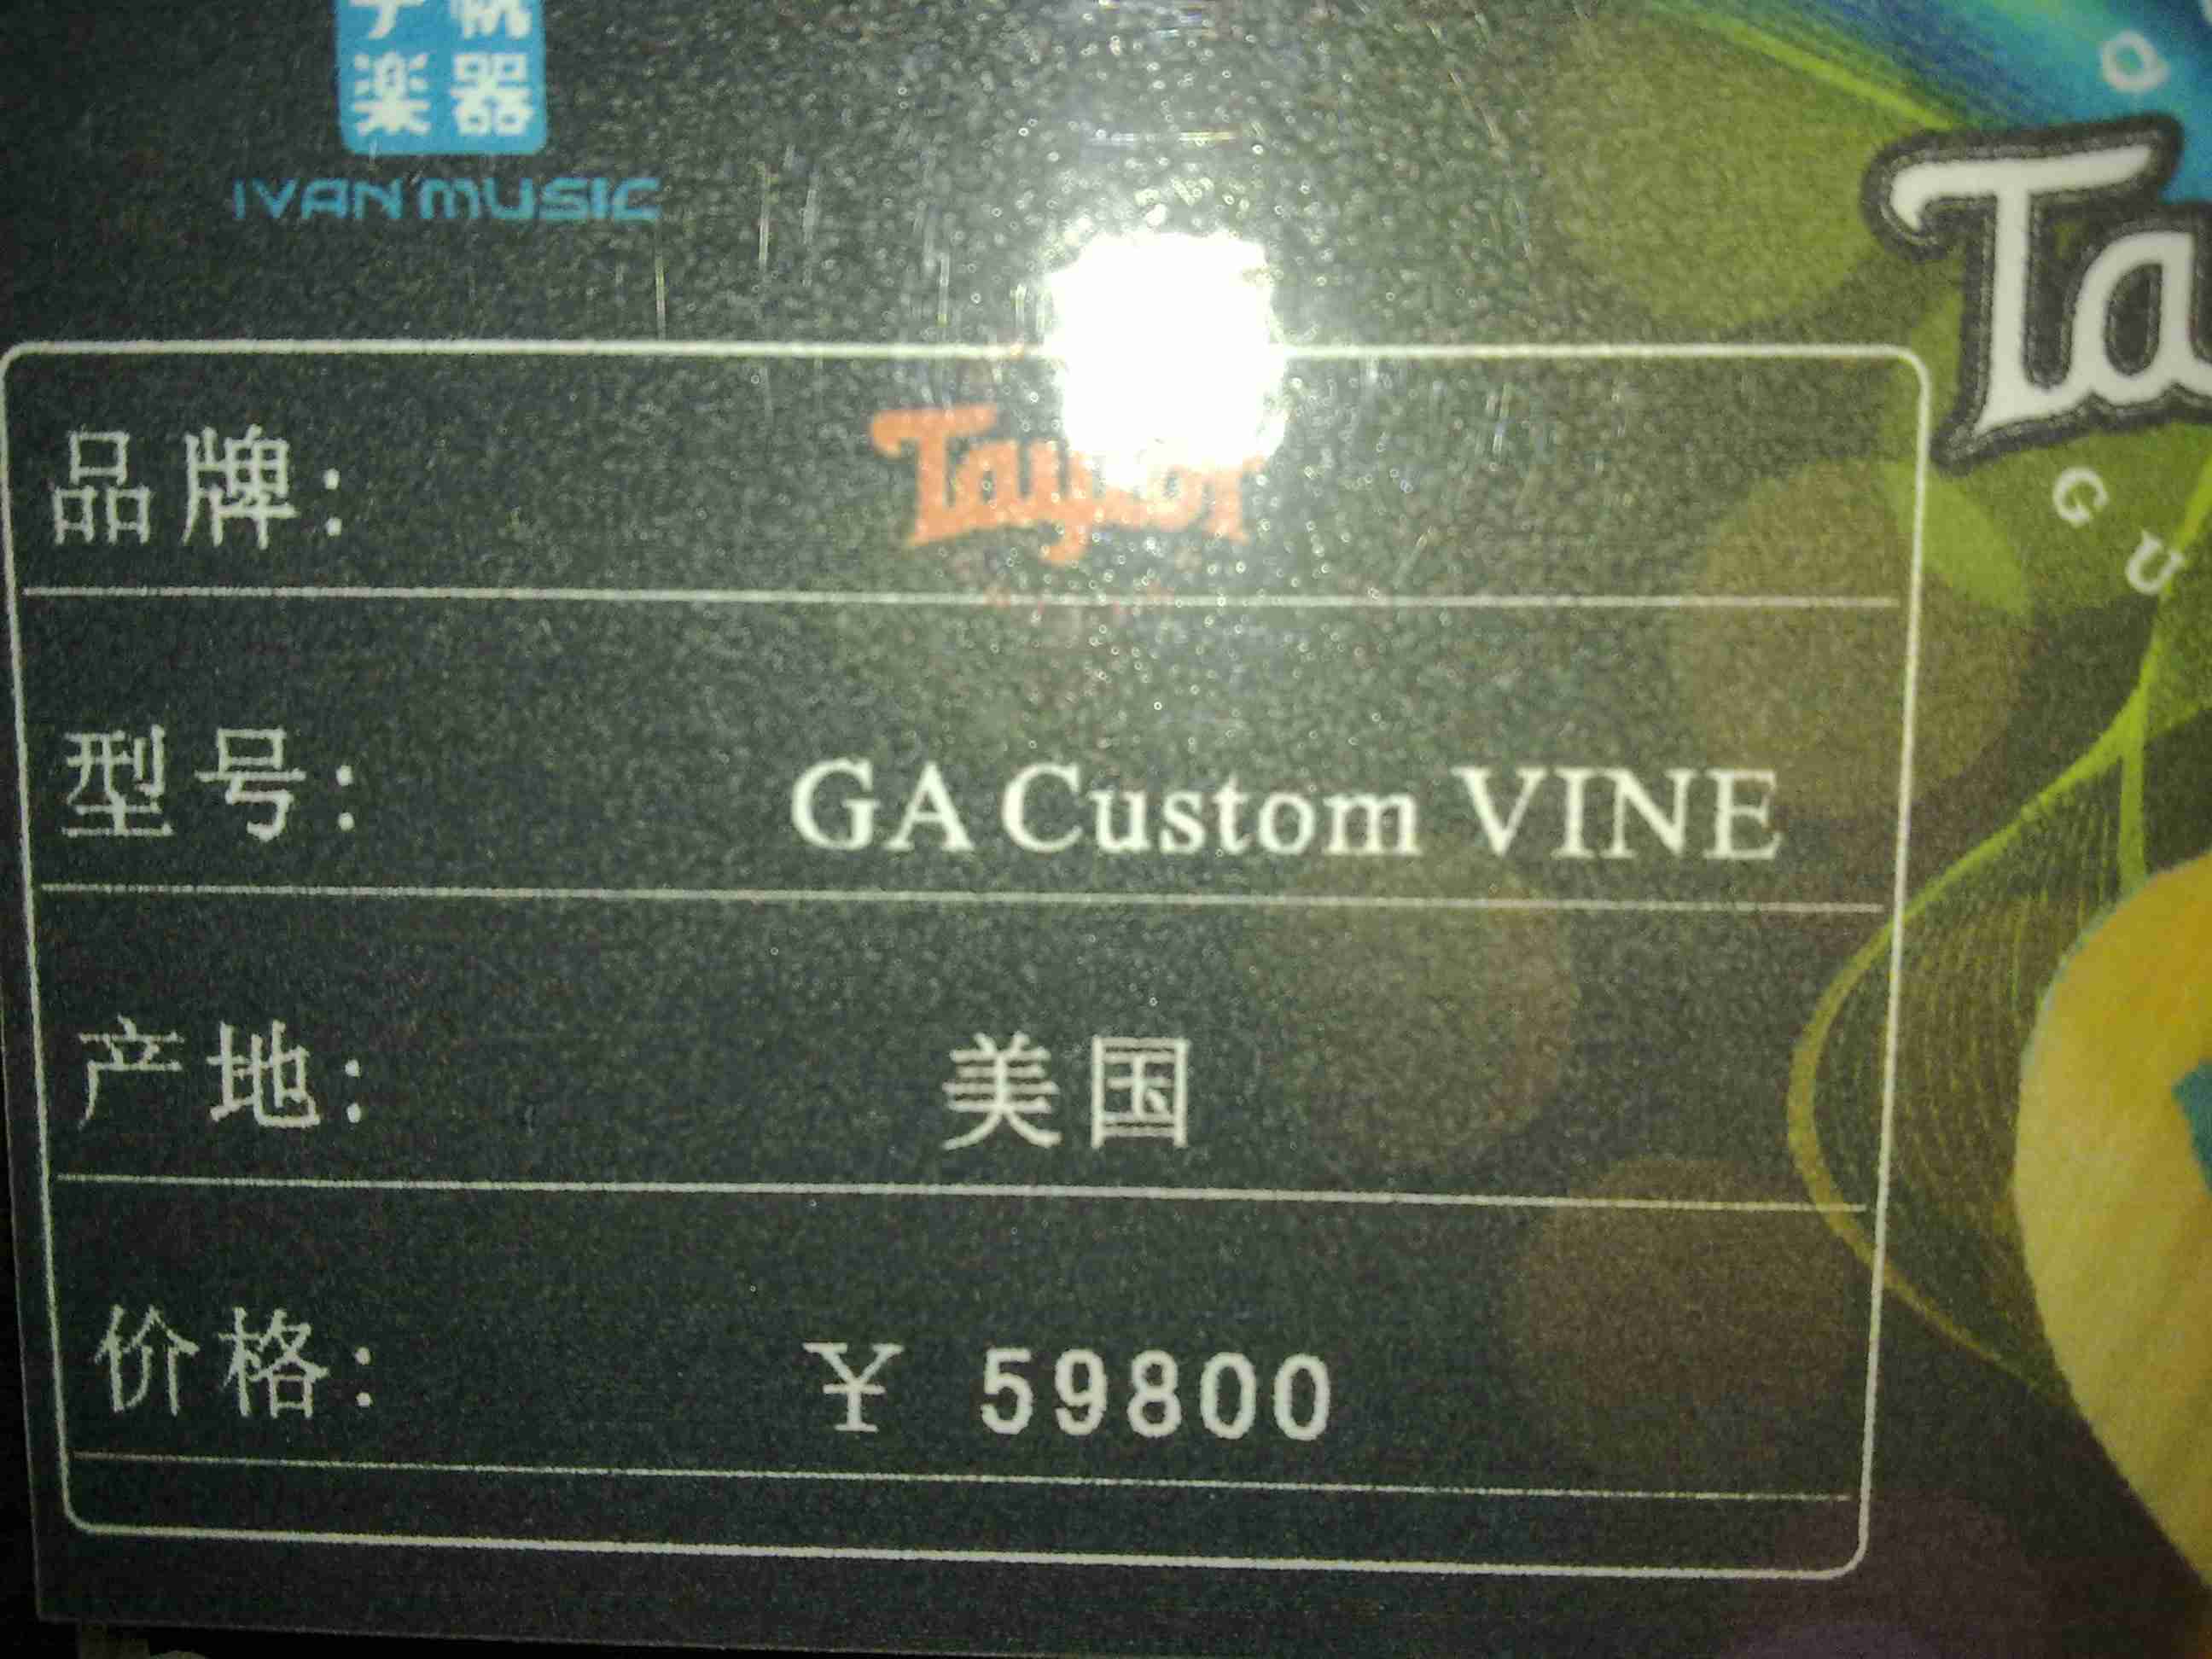 楽器
IVAN MUSIC
Ta
品牌: Taylor
型号: GA Custom VINE
产地: 美国
价格: ￥ 59800